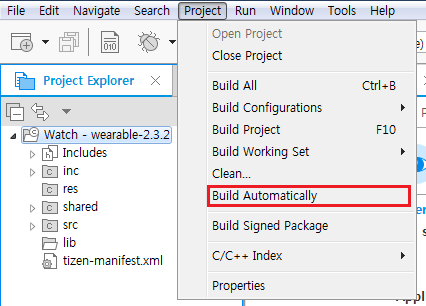 File Edit Navigate Search Project Run Window Tools Help
Project Explorer
Watch - wearable-2.3.2
Includes
inc
res
shared
src
lib
tizen-manifest.xml
Open Project
Close Project
Build All Ctrl+B
Build Configurations
Build Project F10
Build Working Set
Clean...
Build Automatically
Build Signed Package
C/C++ Index
Properties